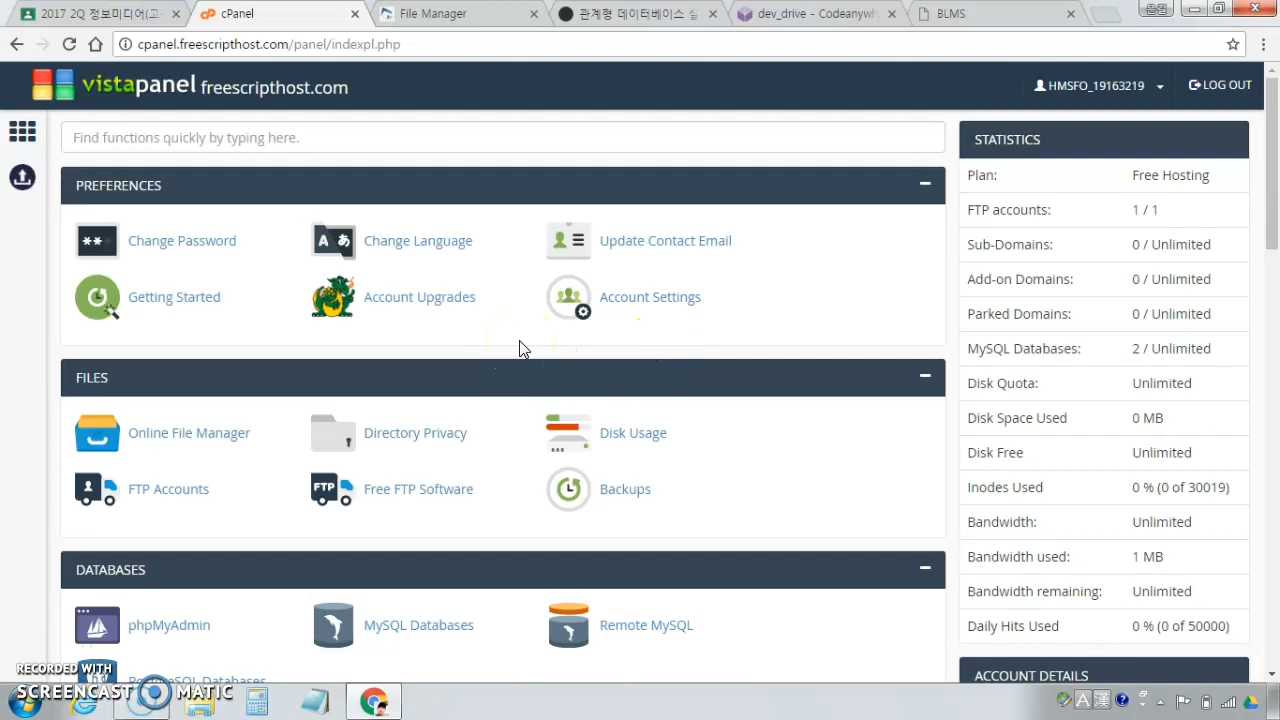 2017 2Q 정보미디어(고
cPanel
File Manager
관계형 데이터베이스 실
dev_drive - Codeanywh
BLMS
cpanel.freescripthost.com/panel/indexpl.php
vistapanel freescripthost.com
HMSFO_19163219
LOG OUT
Find functions quickly by typing here.
PREFERENCES
Change Password
Change Language
Update Contact Email
Getting Started
Account Upgrades
Account Settings
FILES
Online File Manager
Directory Privacy
Disk Usage
FTP Accounts
FTP
Free FTP Software
Backups
DATABASES
phpMyAdmin
MySQL Databases
Remote MySQL
PostgreSQL Databases
STATISTICS
Plan: Free Hosting
FTP accounts: 1 / 1
Sub-Domains: 0 / Unlimited
Add-on Domains: 0 / Unlimited
Parked Domains: 0 / Unlimited
MySQL Databases: 2 / Unlimited
Disk Quota: Unlimited
Disk Space Used 0 MB
Disk Free Unlimited
Inodes Used 0 % (0 of 30019)
Bandwidth: Unlimited
Bandwidth used: 1 MB
Bandwidth remaining: Unlimited
Daily Hits Used 0 % (0 of 50000)
ACCOUNT DETAILS
RECORDED WITH
SCREENCAST MATIC
A 漢